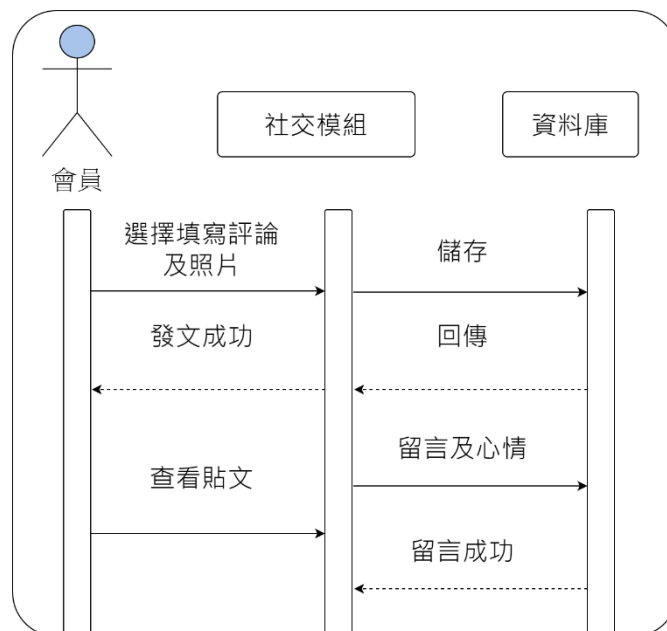 社交模組
資料庫
會員
選擇填寫評論
及照片
儲存
發文成功
回傳
留言及心情
查看貼文
留言成功